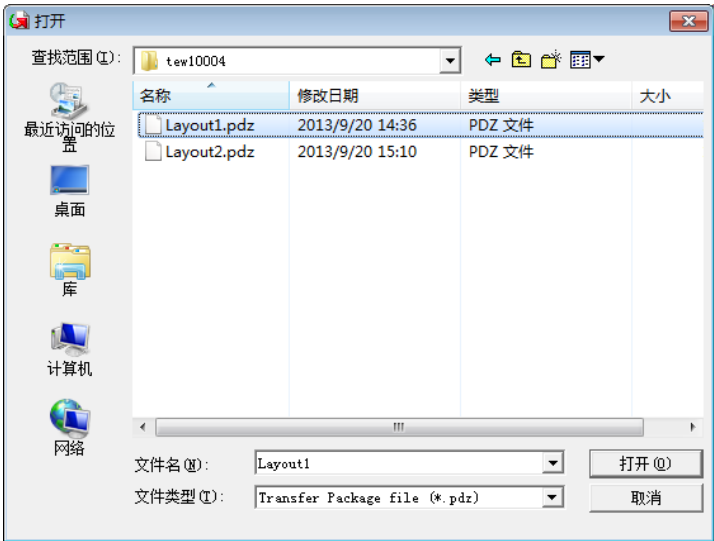 打开
查找范围(I):
tew10004
最近访问的位
置
桌面
库
计算机
网络
名称 修改日期 类型 大小
Layout1.pdz 2013/9/20 14:36 PDZ 文件
Layout2.pdz 2013/9/20 15:10 PDZ 文件
文件名(N): Layout1 打开(O)
文件类型(T): Transfer Package file (*.pdz) 取消